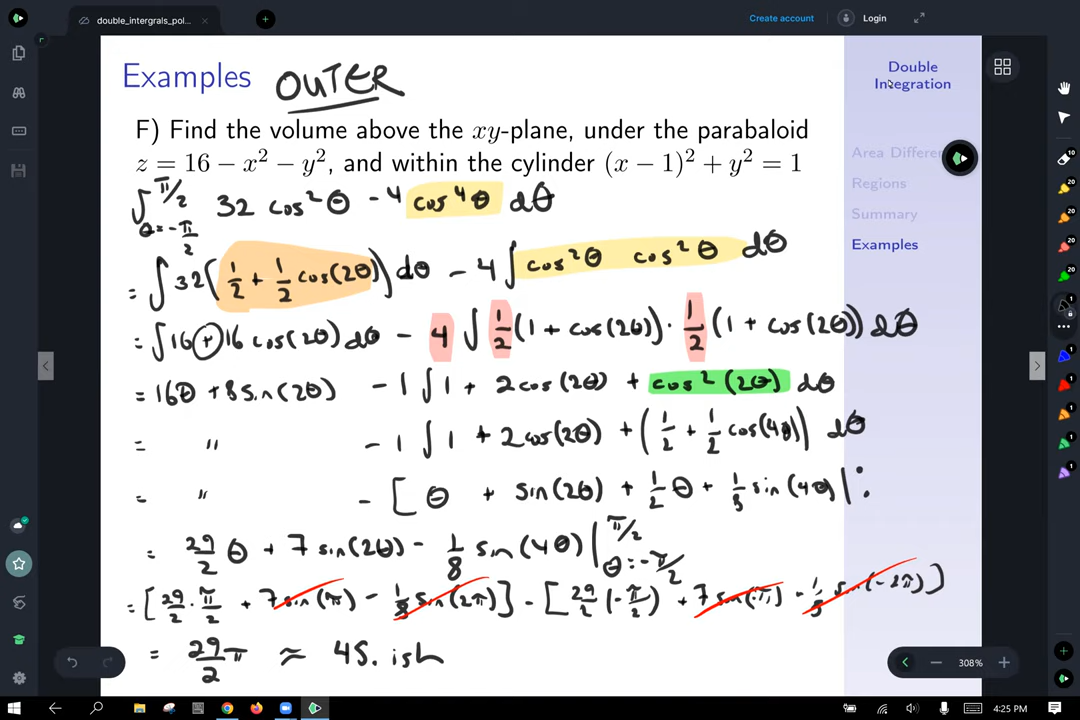 double_intergrals_pol...
Create account
Login
Examples OUTER
Double
Integration
F) Find the volume above the xy-plane, under the parabaloid
z = 16 − x² − y², and within the cylinder (x − 1)² + y² = 1
Area Differe
Regions
Summary
Examples
∫_{θ=-π/2}^{π/2} 32 cos²θ - 4 cos⁴θ dθ
= ∫ 32(1/2 + 1/2 cos(2θ)) dθ - 4 ∫ cos²θ cos²θ dθ
= ∫ 16 + 16 cos(2θ) dθ - 4 ∫ 1/2 (1 + cos(2θ)) · 1/2 (1 + cos(2θ)) dθ
= 16θ + 8 sin(2θ) - 1 ∫ 1 + 2cos(2θ) + cos²(2θ) dθ
= " - 1 ∫ 1 + 2cos(2θ) + (1/2 + 1/2 cos(4θ)) dθ
= " - [ θ + sin(2θ) + 1/2 θ + 1/8 sin(4θ) | :
= 29/2 θ + 7 sin(2θ) - 1/8 sin(4θ) |_{θ=-π/2}^{π/2}
= [29/2 · π/2 + 7 sin(π) - 1/8 sin(2π)] - [29/2 (-π/2) + 7 sin(-π) - 1/8 sin(-2π)]
= 29/2 π ≈ 45. ish
308%
4:25 PM